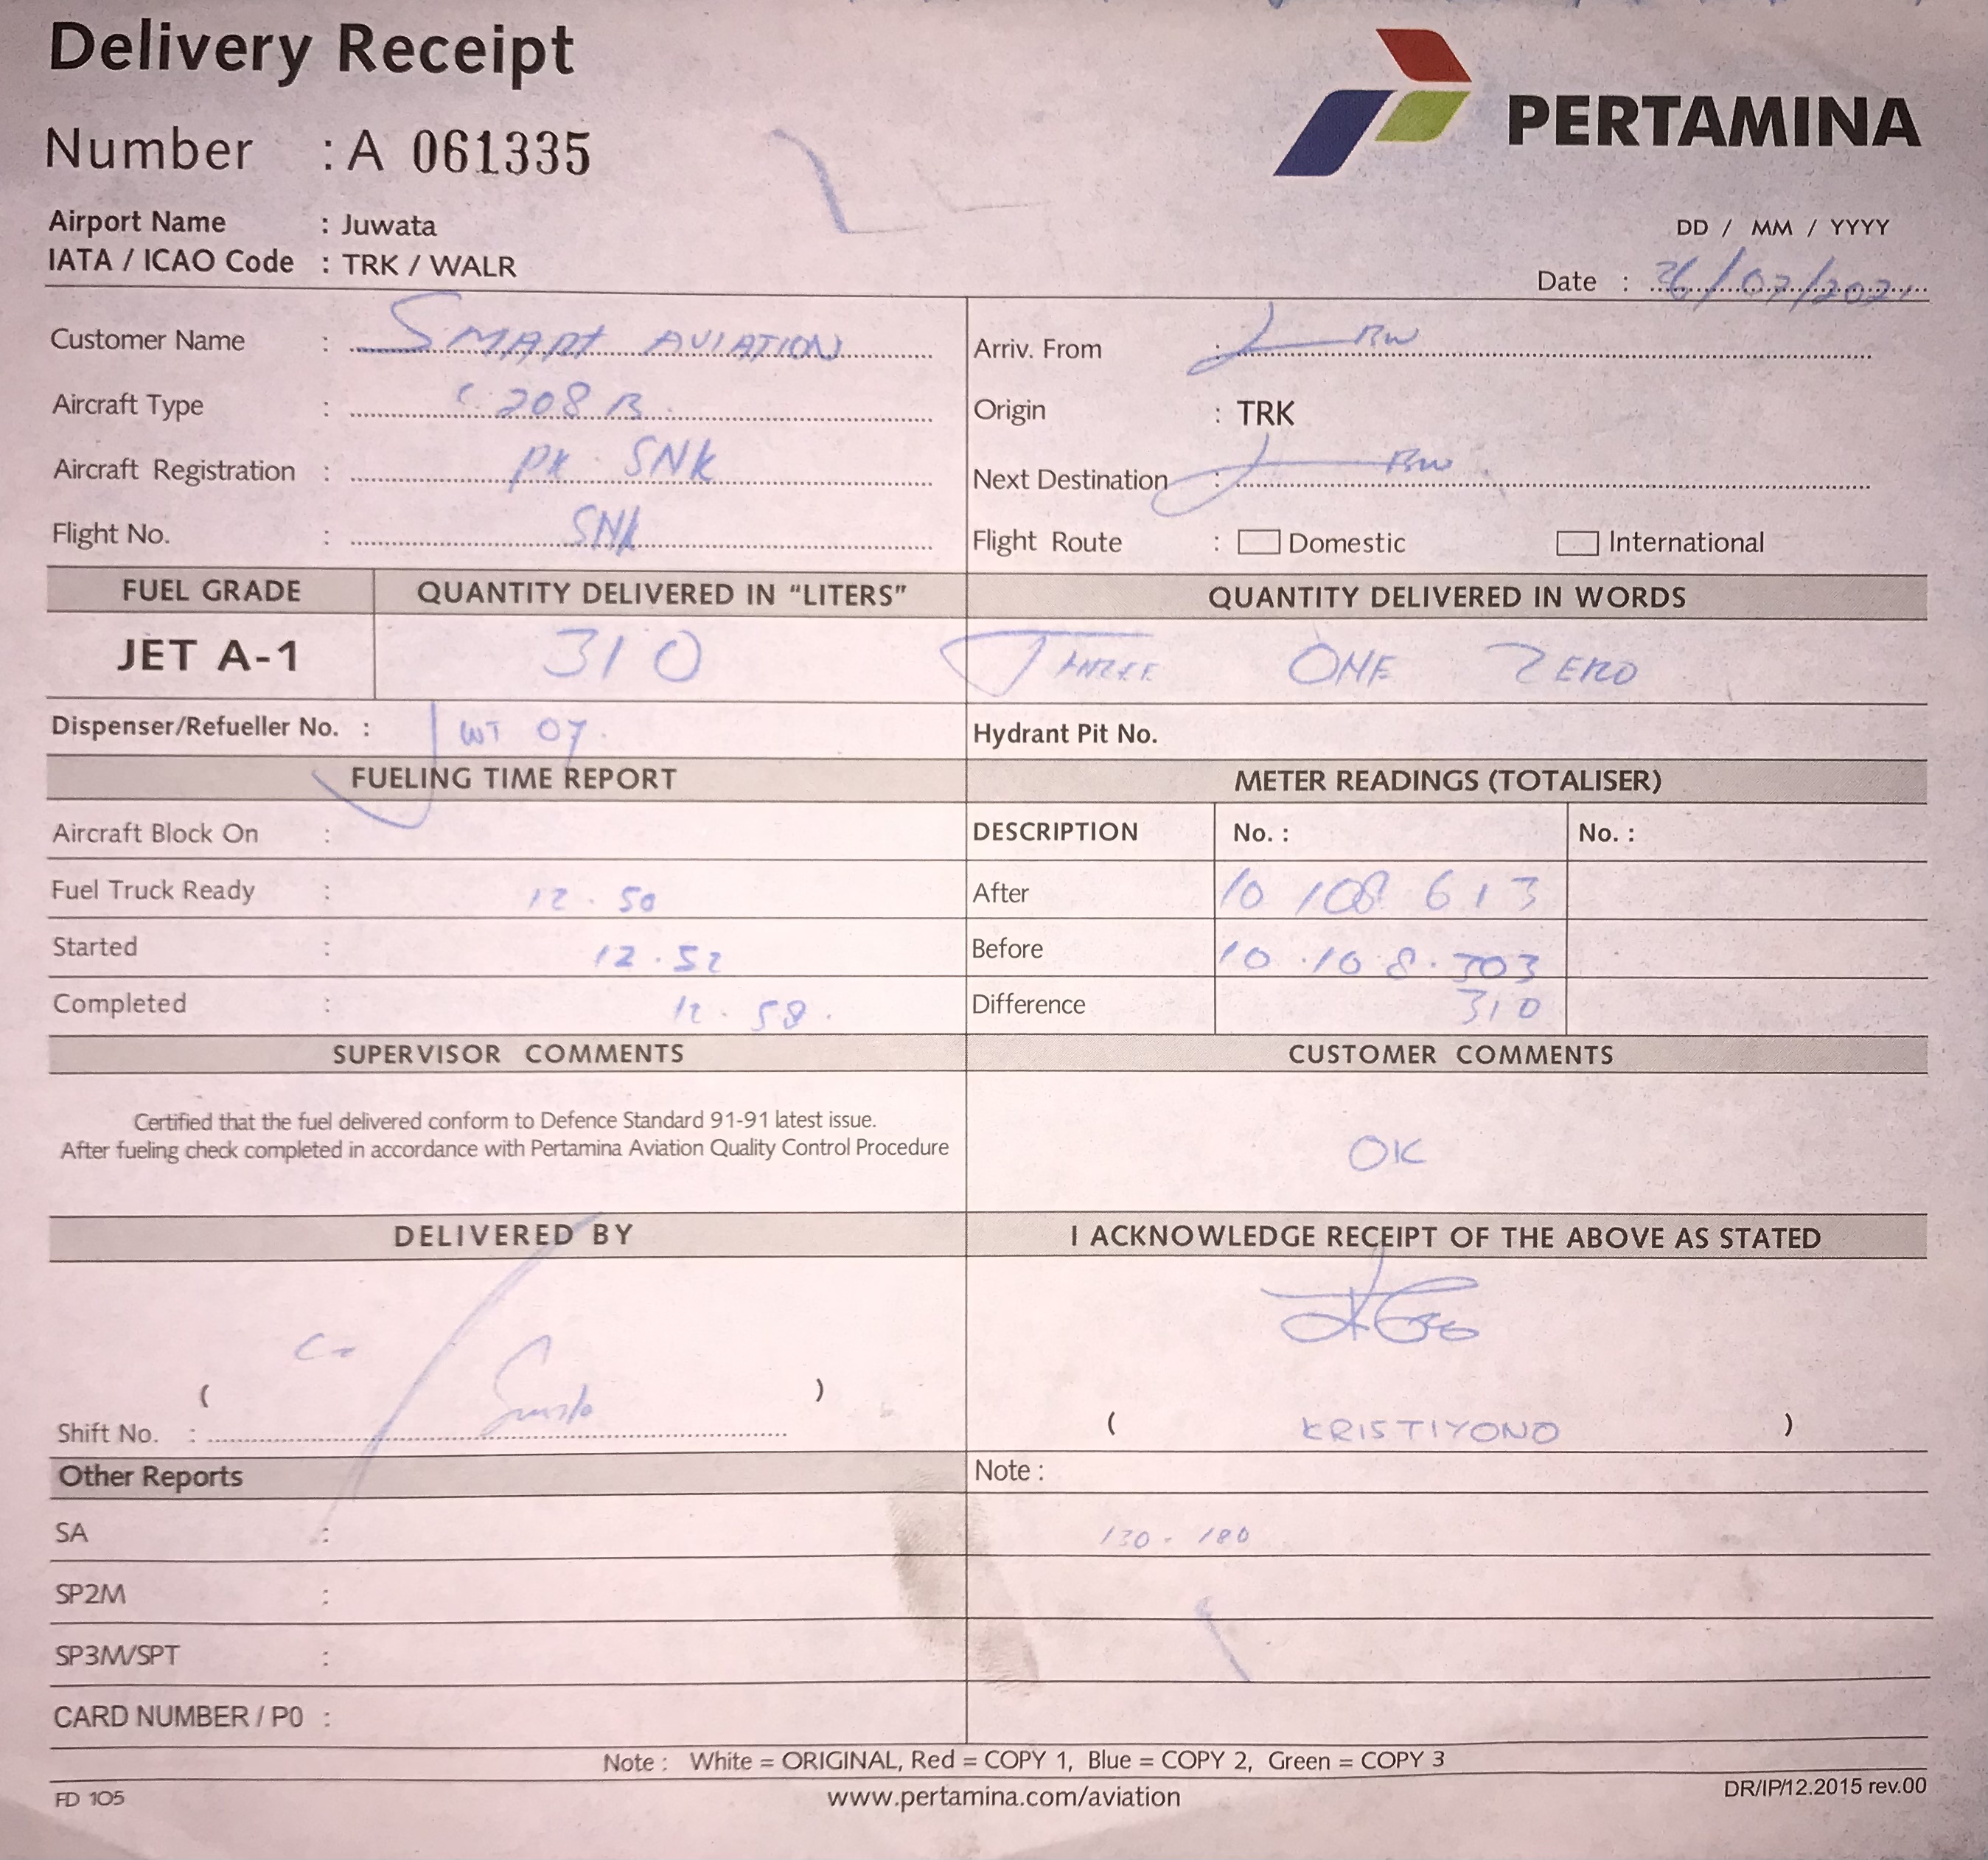 Delivery Receipt
PERTAMINA
Number : A 061335
Airport Name : Juwata
IATA / ICAO Code : TRK / WALR
DD / MM / YYYY
Date : 26/07/2021
Customer Name : SMART AVIATION
Arriv. From :
Aircraft Type : C 208 B
Origin : TRK
Aircraft Registration : PK SNK
Next Destination :
Flight No. : SNK
Flight Route : Domestic International
FUEL GRADE QUANTITY DELIVERED IN "LITERS" QUANTITY DELIVERED IN WORDS
JET A-1 310 THREE ONE ZERO
Dispenser/Refueller No. : WT 07 Hydrant Pit No.
FUELING TIME REPORT METER READINGS (TOTALISER)
Aircraft Block On : DESCRIPTION No. : No. :
Fuel Truck Ready : 12.50 After 10 108 613
Started : 12.52 Before 10.108.303
Completed : 12.58. Difference 310
SUPERVISOR COMMENTS CUSTOMER COMMENTS
Certified that the fuel delivered conform to Defence Standard 91-91 latest issue.
After fueling check completed in accordance with Pertamina Aviation Quality Control Procedure
OK
DELIVERED BY I ACKNOWLEDGE RECEIPT OF THE ABOVE AS STATED
( )
Shift No. :
( KRISTIYONO )
Other Reports Note :
SA : 130 - 180
SP2M :
SP3M/SPT :
CARD NUMBER / P0 :
Note : White = ORIGINAL, Red = COPY 1, Blue = COPY 2, Green = COPY 3
FD 105 www.pertamina.com/aviation DR/IP/12.2015 rev.00